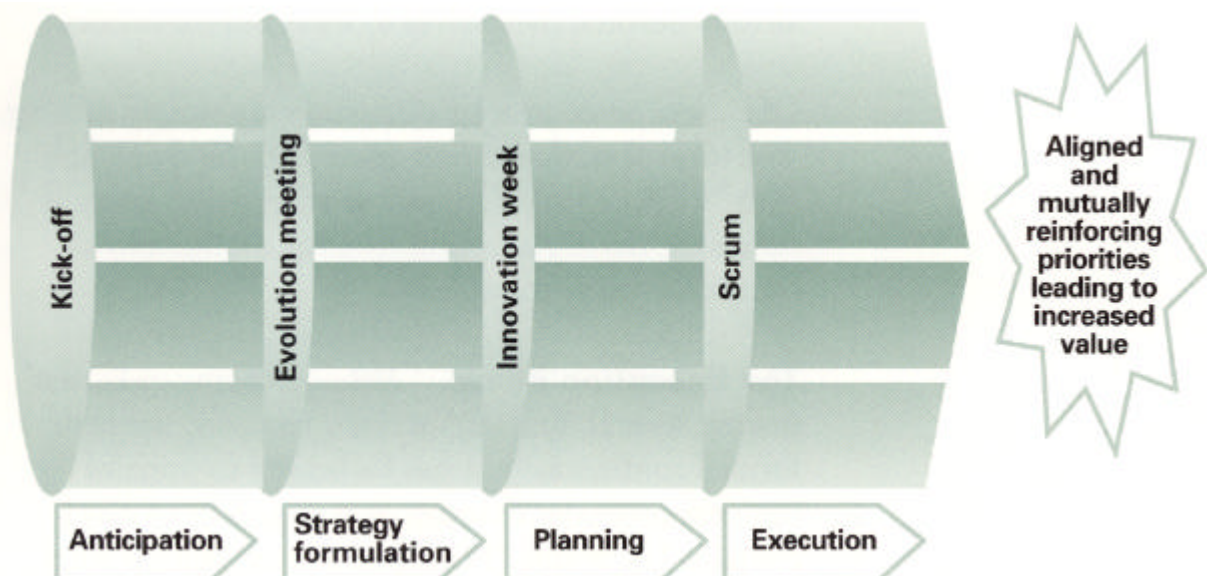 Kick-off
Evolution meeting
Innovation week
Scrum
Aligned
and
mutually
reinforcing
priorities
leading to
increased
value
Anticipation
Strategy
formulation
Planning
Execution